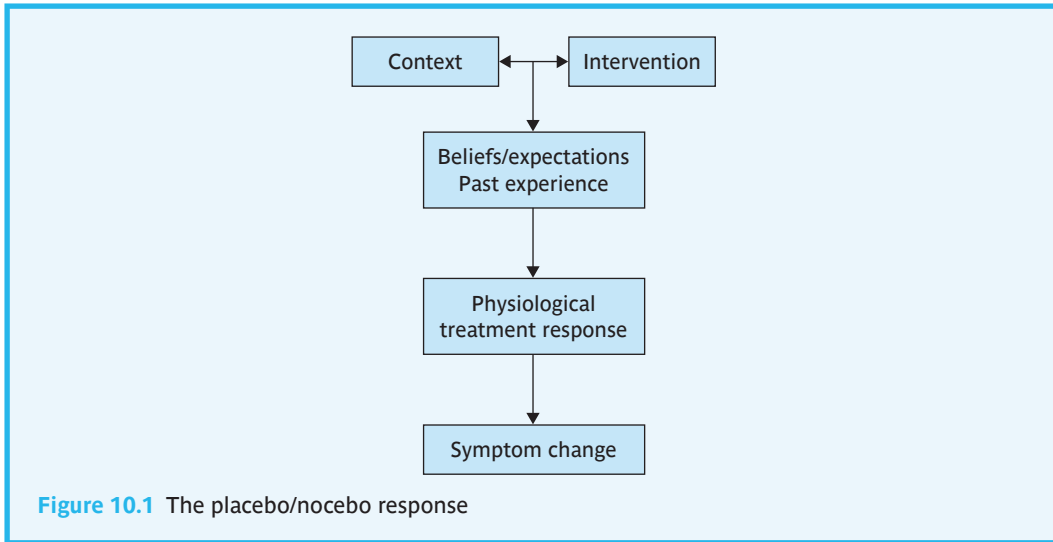 Context
Intervention
Beliefs/expectations
Past experience
Physiological
treatment response
Symptom change
Figure 10.1 The placebo/nocebo response